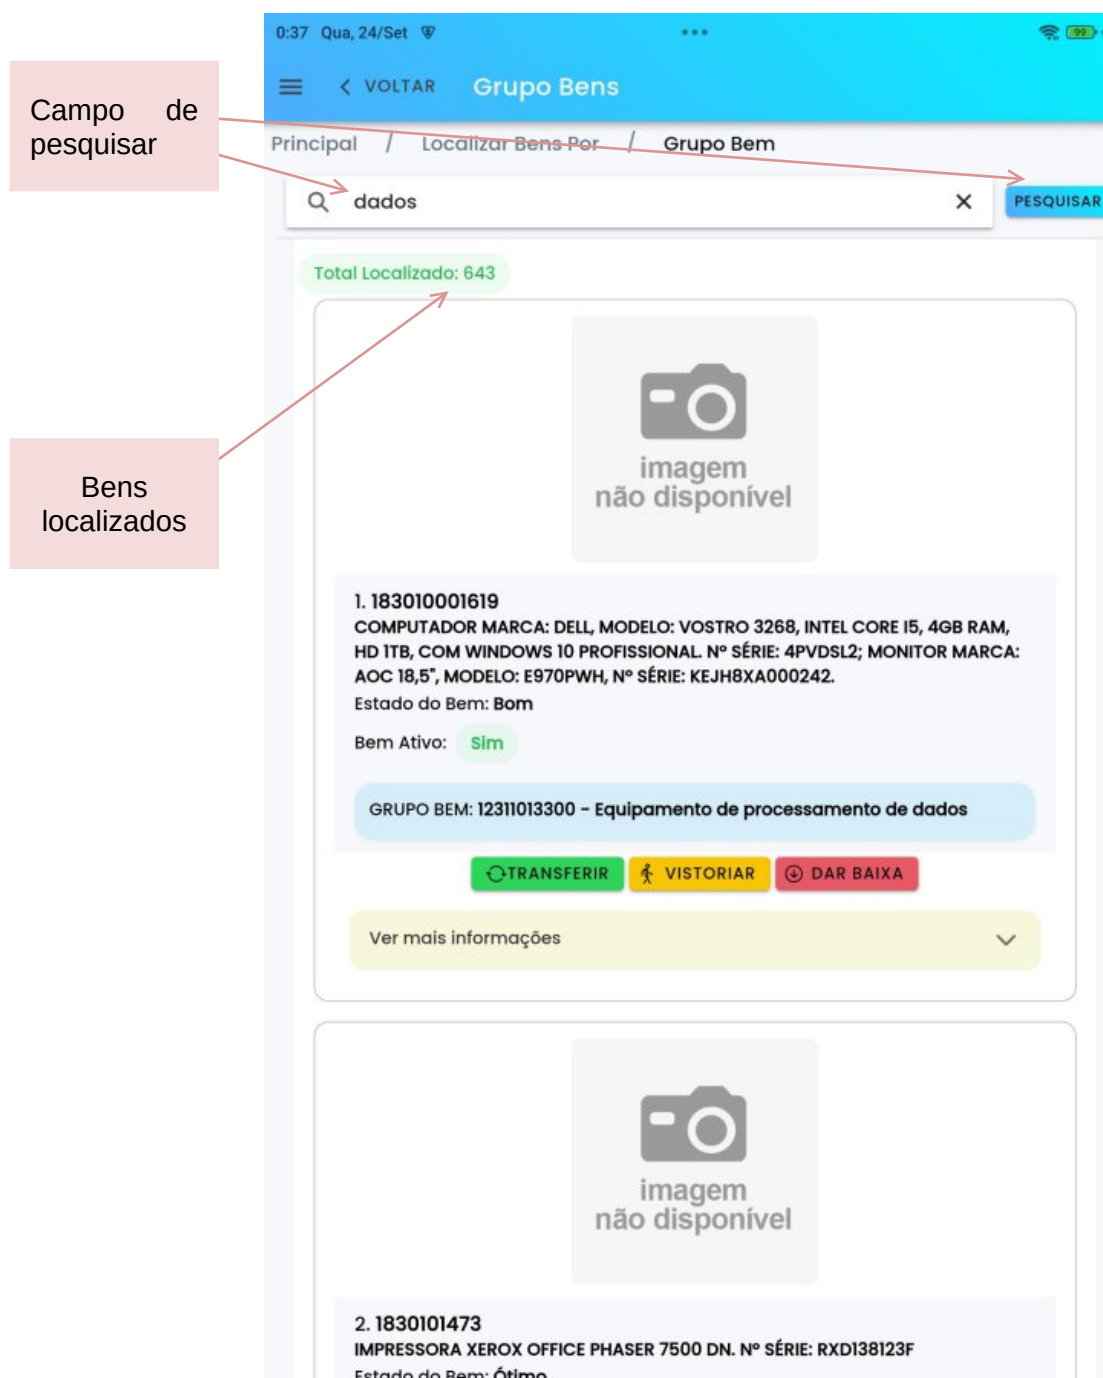 0:37 Qua, 24/Set
99
VOLTAR Grupo Bens
Campo de
pesquisar
Principal / Localizar Bens Por / Grupo Bem
dados
PESQUISAR
Total Localizado: 643
imagem
não disponível
Bens
localizados
1. 183010001619
COMPUTADOR MARCA: DELL, MODELO: VOSTRO 3268, INTEL CORE I5, 4GB RAM,
HD 1TB, COM WINDOWS 10 PROFISSIONAL. Nº SÉRIE: 4PVDSL2; MONITOR MARCA:
AOC 18,5", MODELO: E970PWH, Nº SÉRIE: KEJH8XA000242.
Estado do Bem: Bom
Bem Ativo: Sim
GRUPO BEM: 12311013300 - Equipamento de processamento de dados
TRANSFERIR VISTORIAR DAR BAIXA
Ver mais informações
imagem
não disponível
2. 1830101473
IMPRESSORA XEROX OFFICE PHASER 7500 DN. Nº SÉRIE: RXD138123F
Estado do Bem: Ótimo